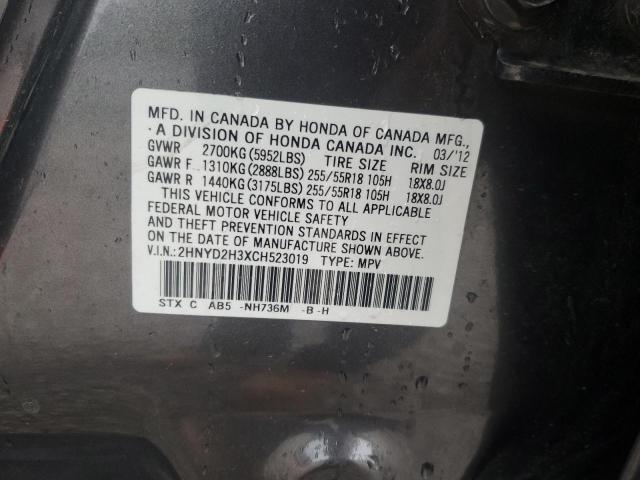 MFD. IN CANADA BY HONDA OF CANADA MFG.,
· A DIVISION OF HONDA CANADA INC. 03/'12
GVWR 2700KG(5952LBS) TIRE SIZE RIM SIZE
GAWR F 1310KG(2888LBS) 255/55R18 105H 18X8.0J
GAWR R 1440KG(3175LBS) 255/55R18 105H 18X8.0J
THIS VEHICLE CONFORMS TO ALL APPLICABLE
FEDERAL MOTOR VEHICLE SAFETY
AND THEFT PREVENTION STANDARDS IN EFFECT
ON THE DATE OF MANUFACTURE SHOWN ABOVE.
V.I.N.:2HNYD2H3XCH523019 TYPE: MPV
STX C AB5 -NH736M -B-H